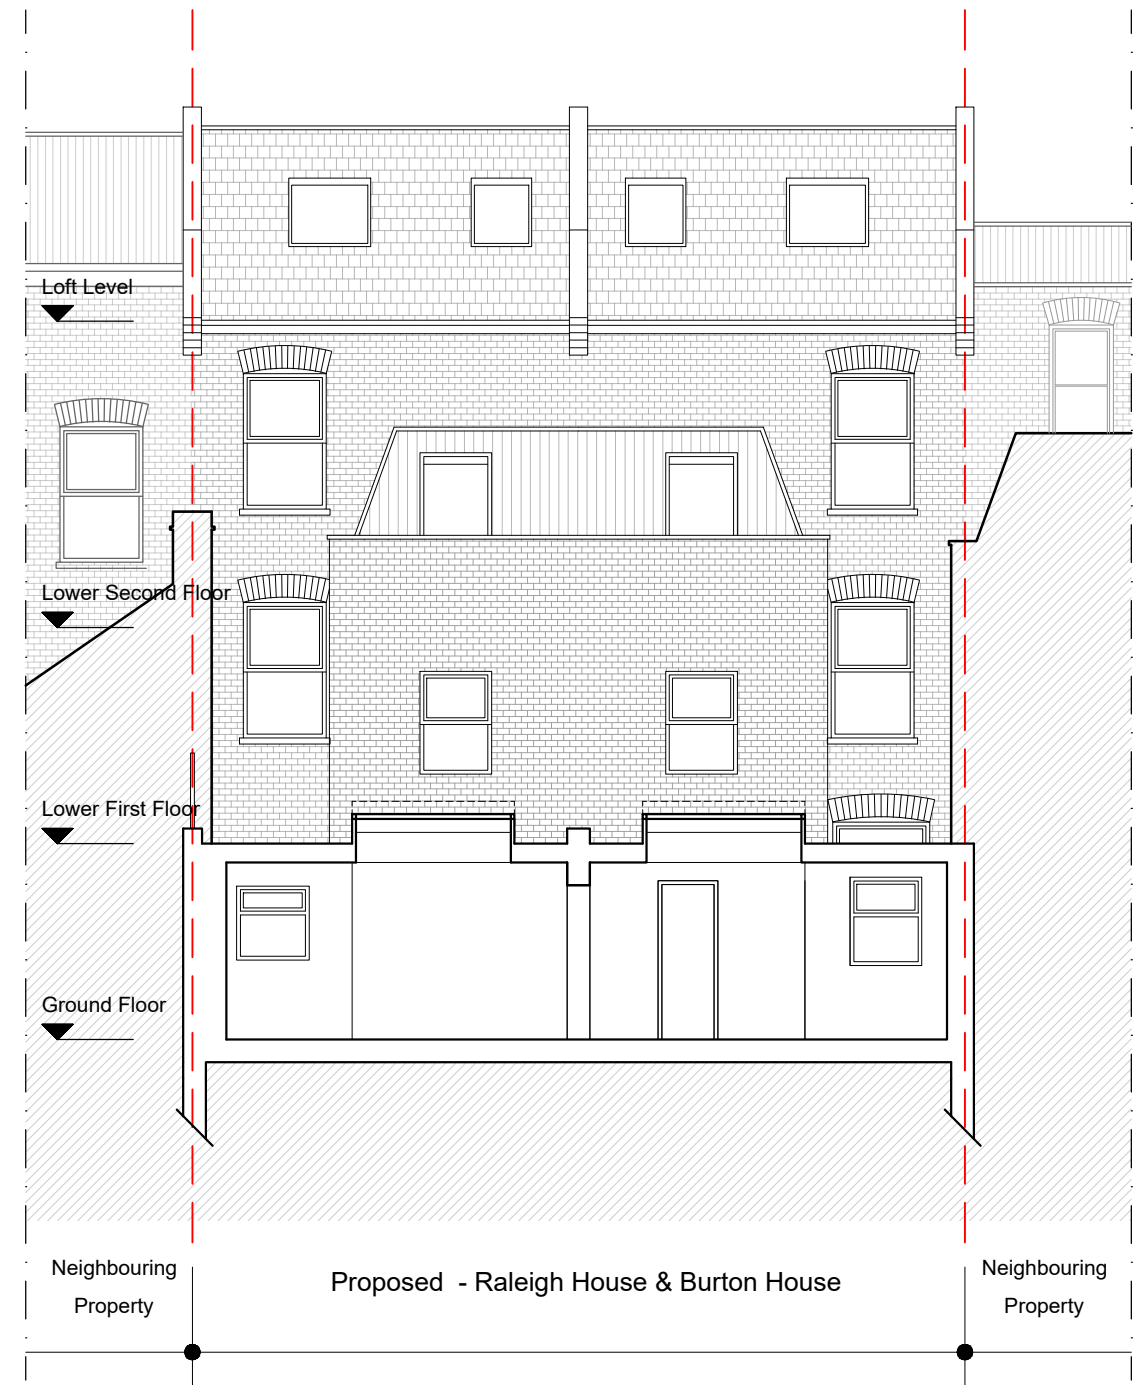 Loft Level
Lower Second Floor
Lower First Floor
Ground Floor
Neighbouring
Property
Proposed  - Raleigh House & Burton House
Neighbouring
Property